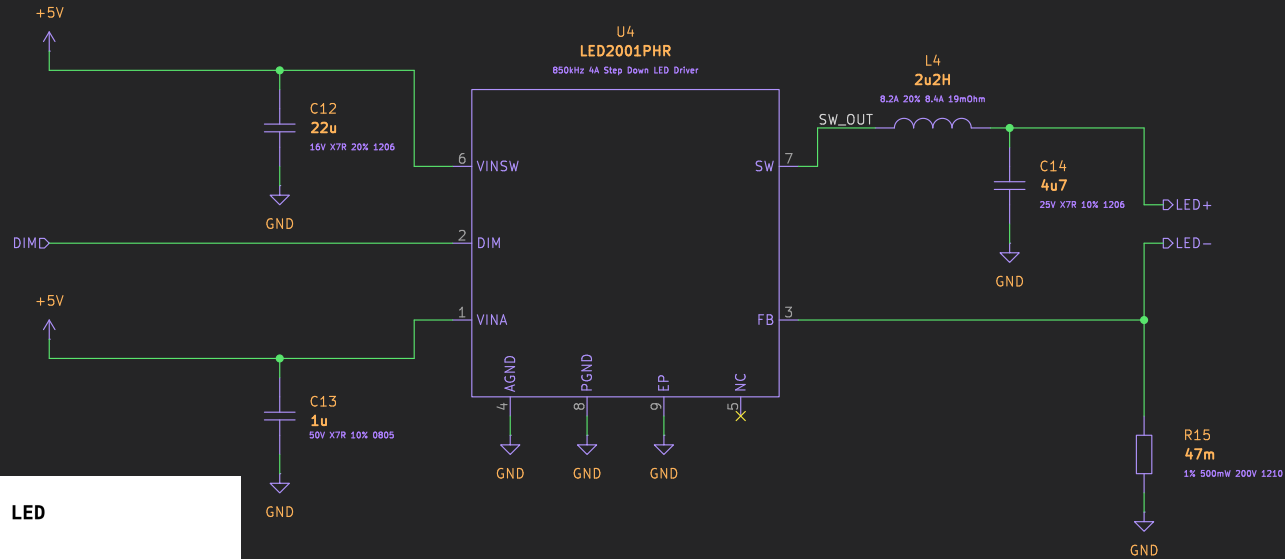 +5V
U4
LED2001PHR
850kHz 4A Step Down LED Driver
L4
2u2H
8.2A 20% 8.4A 19mOhm
C12
22u
16V X7R 20% 1206
SW_OUT
6 VINSW
SW 7
C14
4u7
25V X7R 10% 1206
LED+
GND
DIM
2 DIM
LED-
GND
+5V
1 VINA
FB 3
AGND
PGND
EP
NC
4
8
9
5
C13
1u
50V X7R 10% 0805
R15
47m
1% 500mW 200V 1210
GND
GND
GND
GND
LED
GND